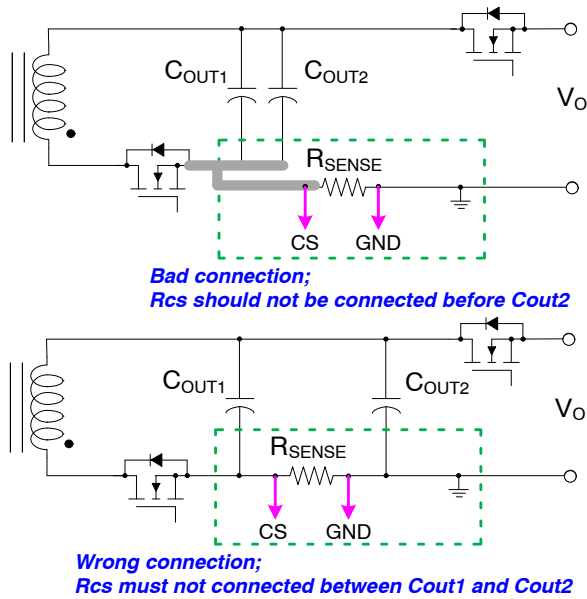 COUT1 COUT2
VO
RSENSE
CS GND
Bad connection;
Rcs should not be connected before Cout2
COUT1 COUT2
VO
RSENSE
CS GND
Wrong connection;
Rcs must not connected between Cout1 and Cout2